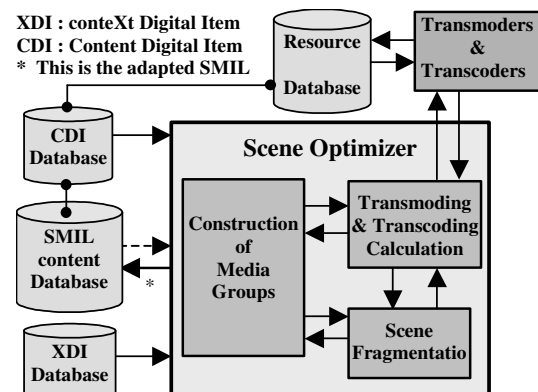 XDI : conteXt Digital Item
CDI : Content Digital Item
* This is the adapted SMIL
Resource
Database
Transmoders
&
Transcoders
CDI
Database
Scene Optimizer
SMIL
content
Database
*
Construction
of
Media
Groups
Transmoding
& Transcoding
Calculation
Scene
Fragmentatio
XDI
Database